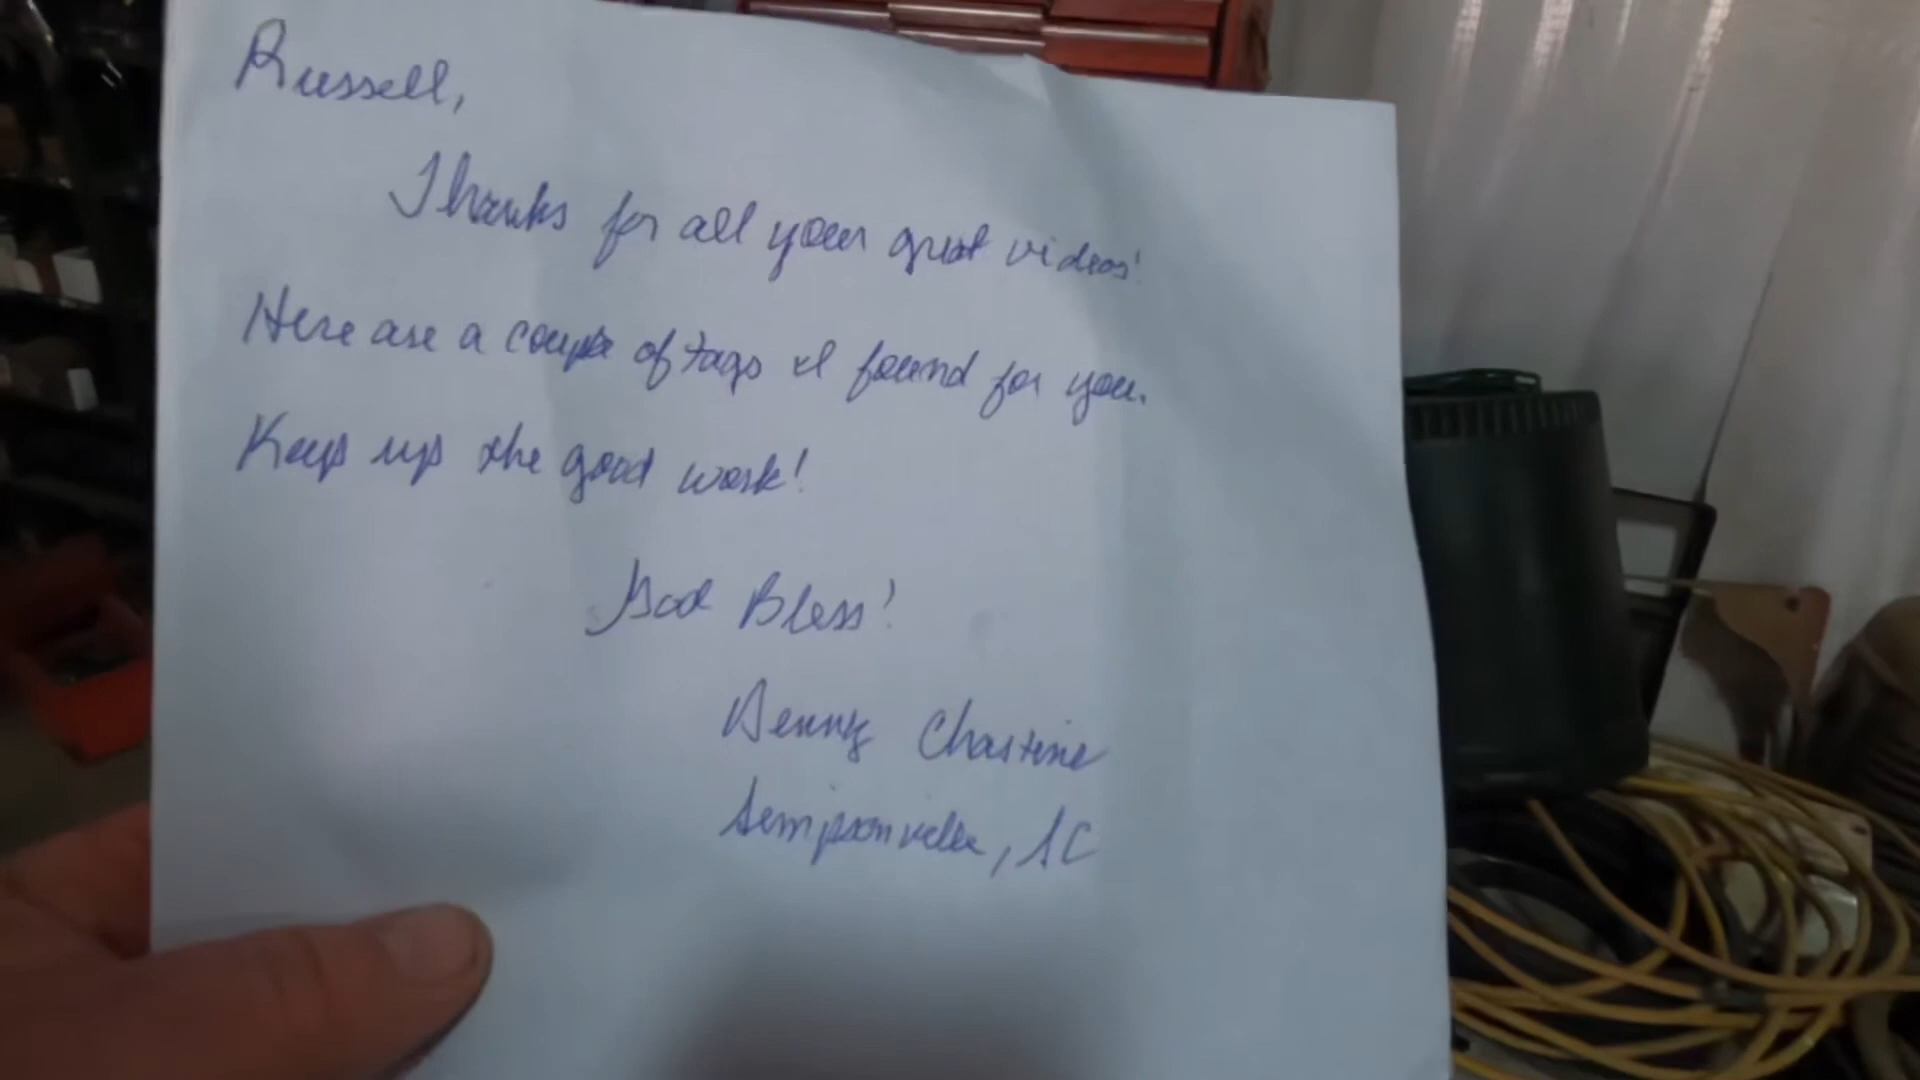 Russell,
Thanks for all your great videos!
Here are a couple of tags I found for you.
Keep up the good work!
God Bless!
Denny Chastine
Simpsonville, SC